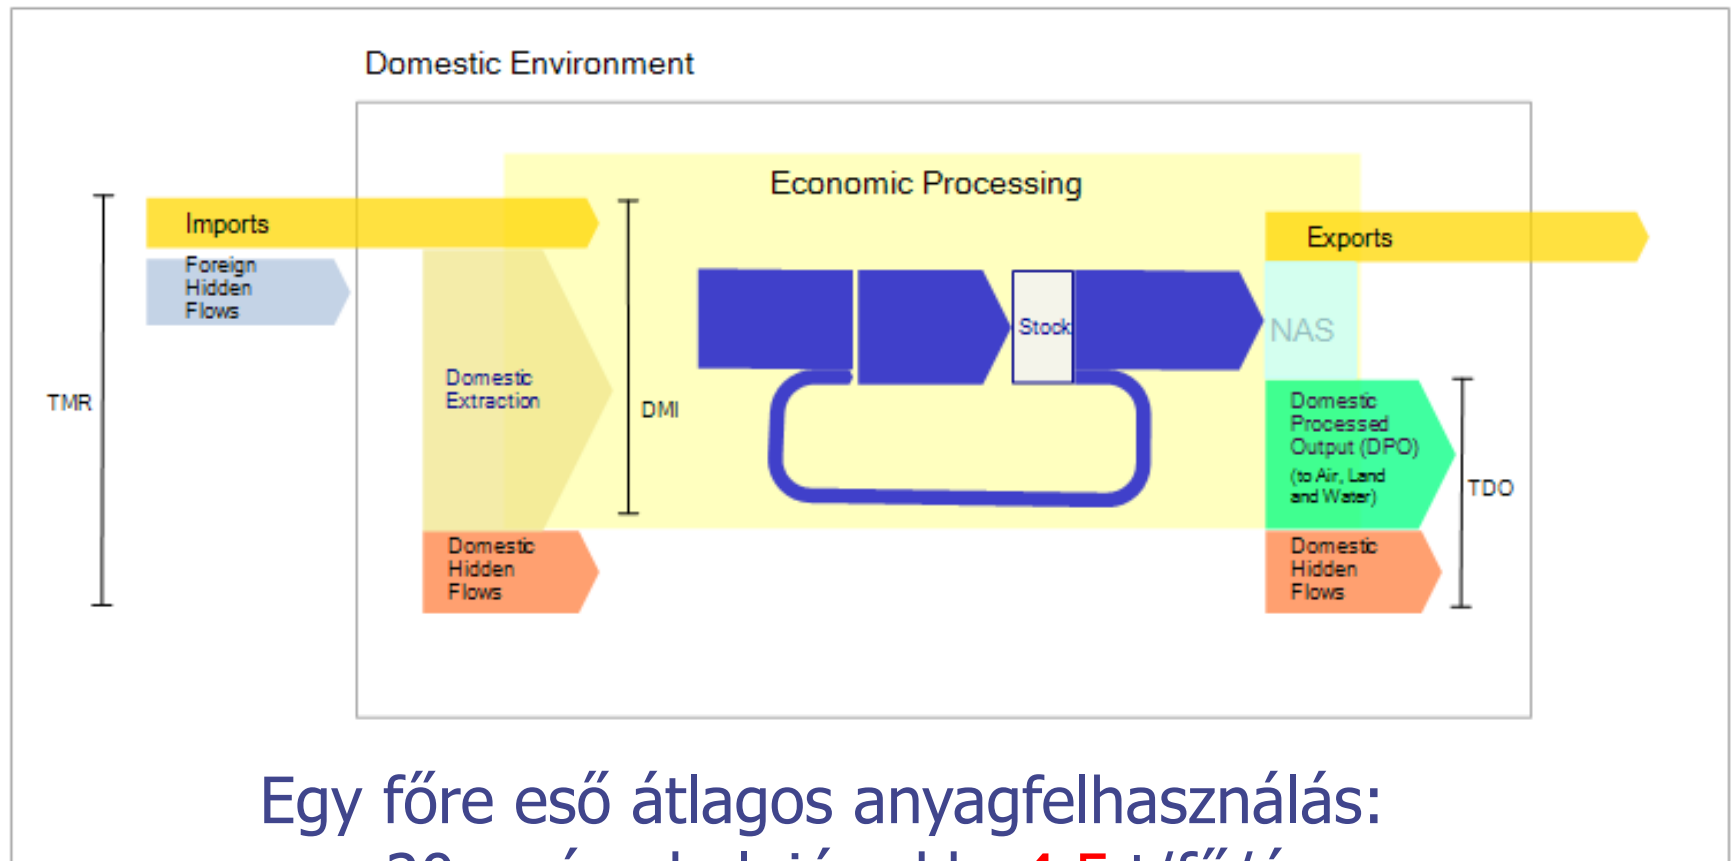 Domestic Environment
Economic Processing
Imports
Foreign
Hidden
Flows
TMR
Domestic
Extraction
DMI
Stock
Exports
NAS
Domestic
Processed
Output (DPO)
(to Air, Land
and Water)
TDO
Domestic
Hidden
Flows
Domestic
Hidden
Flows
Egy főre eső átlagos anyagfelhasználás: